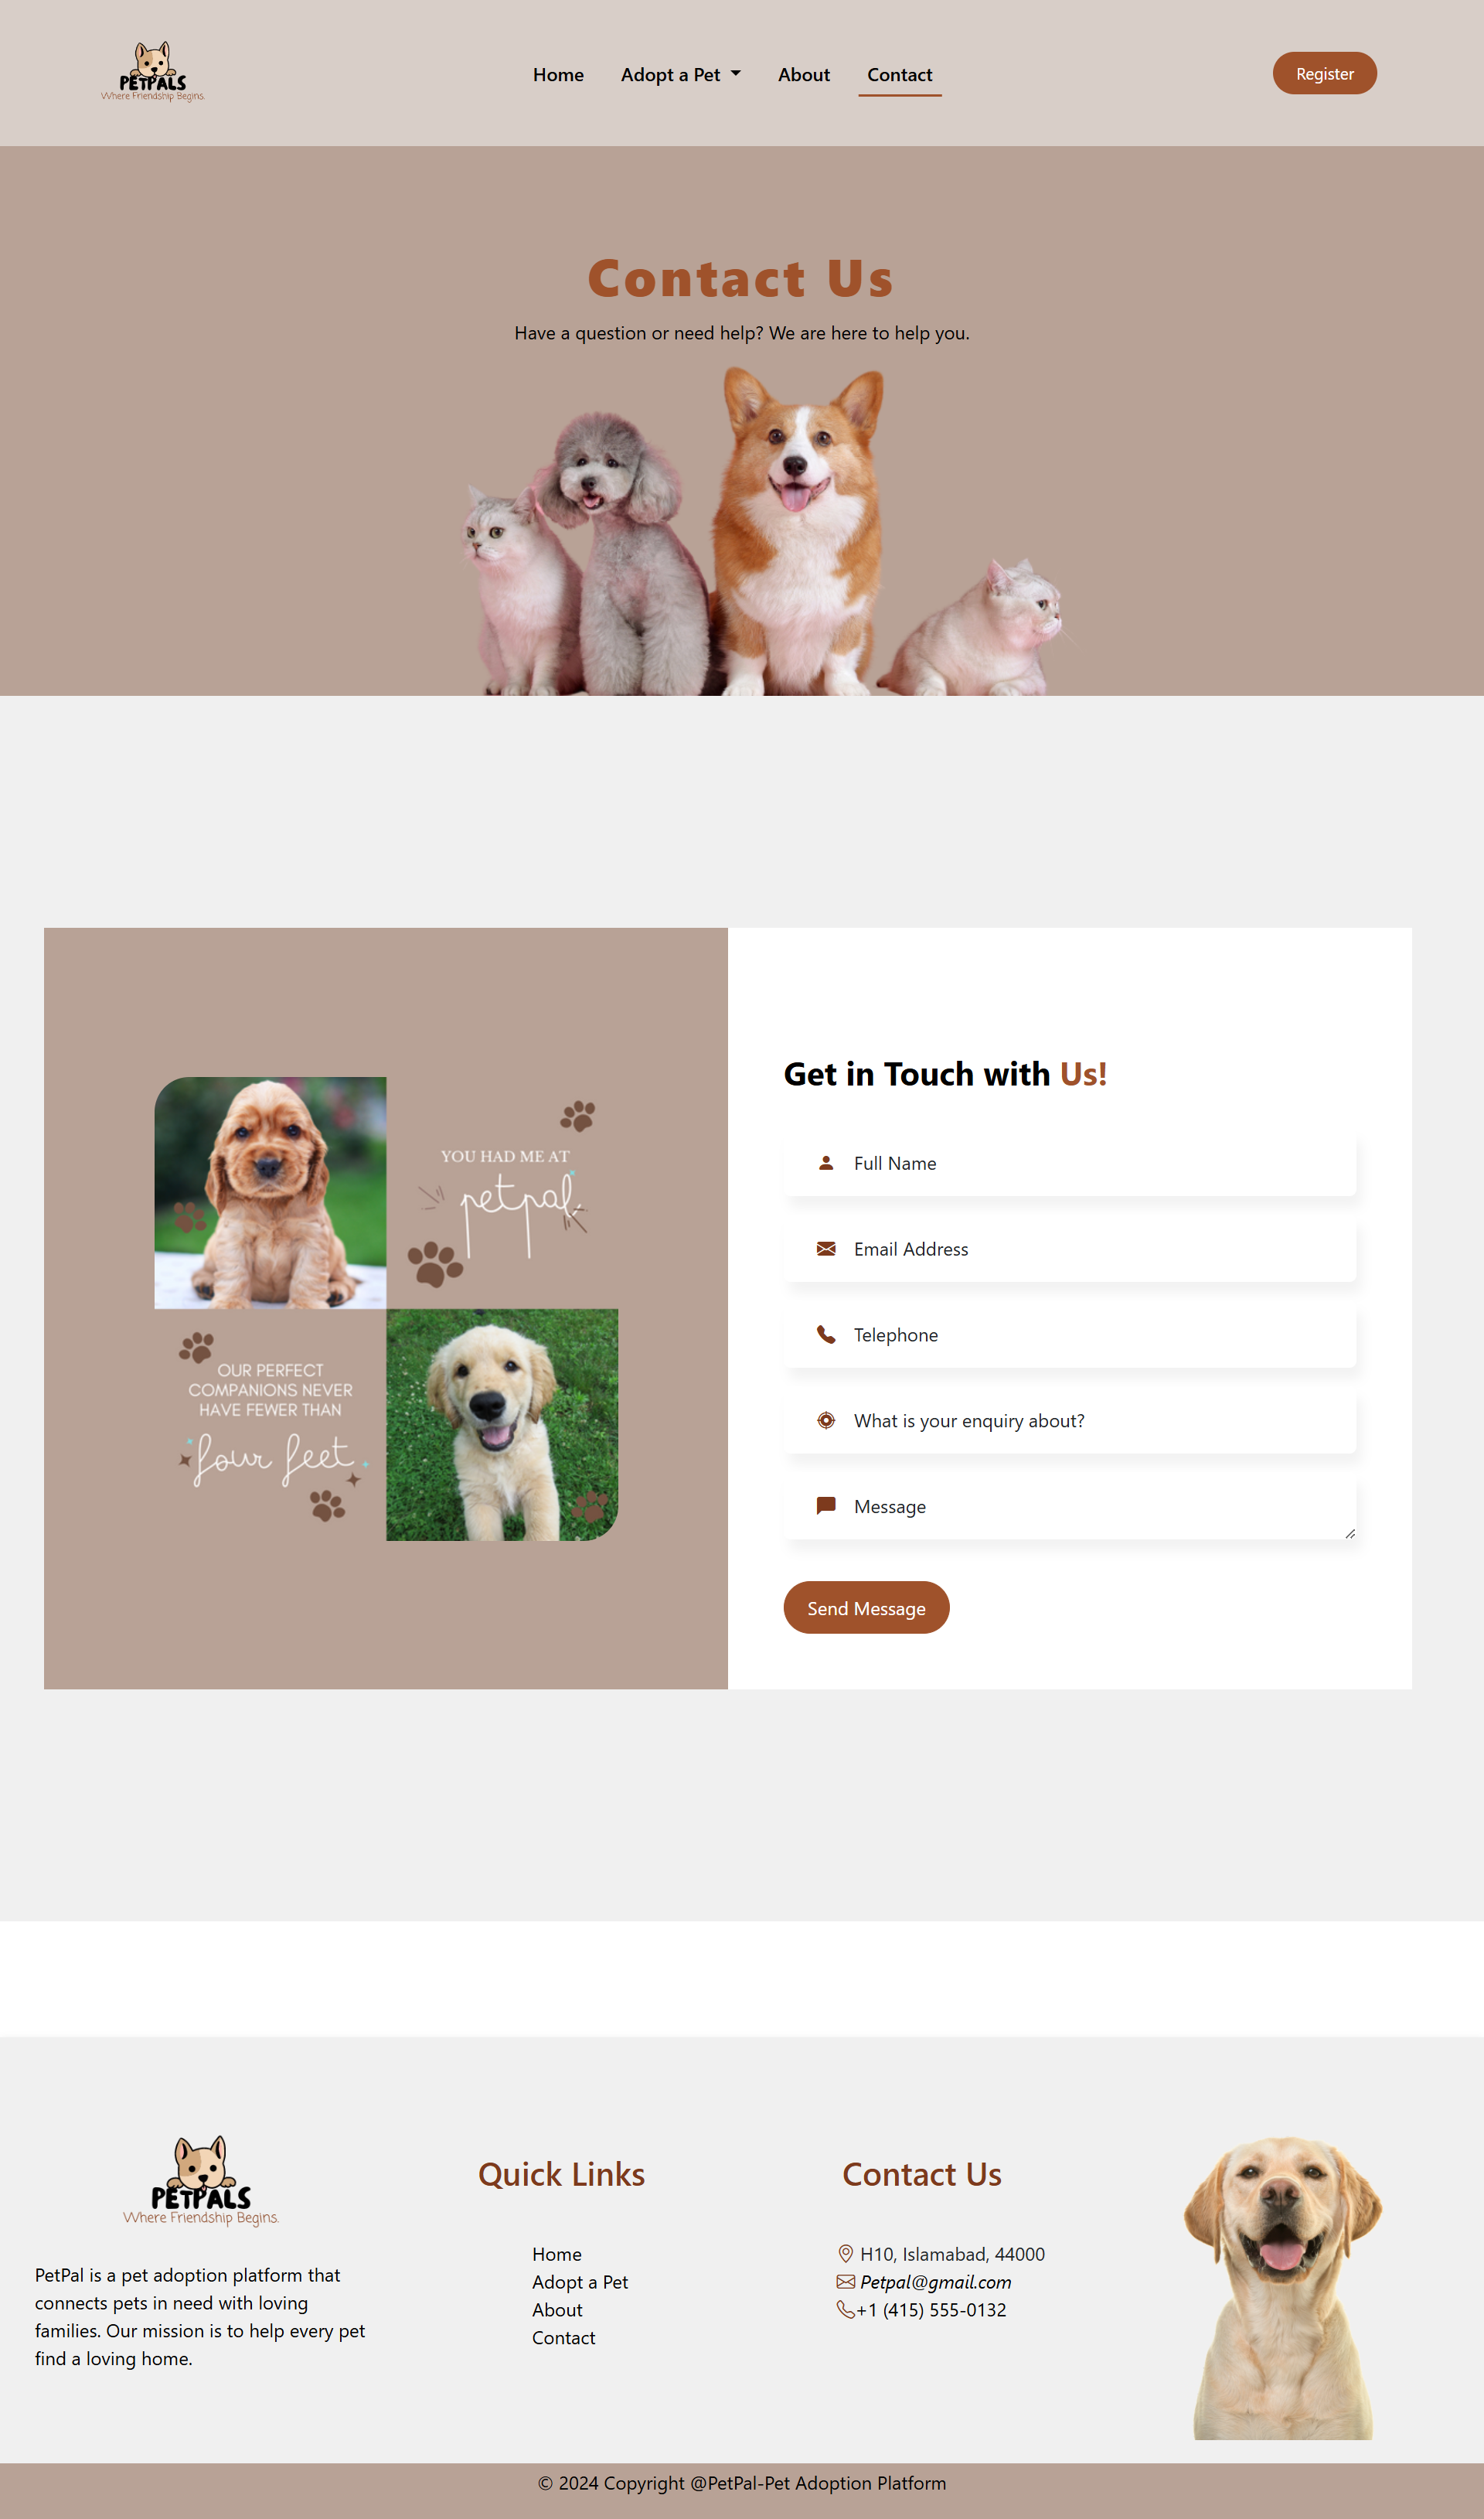 PETPALS
Where Friendship Begins.
Home
Adopt a Pet
About
Contact
Register
Contact Us
Have a question or need help? We are here to help you.
YOU HAD ME AT
petpal
OUR PERFECT
COMPANIONS NEVER
HAVE FEWER THAN
four feet
Get in Touch with Us!
Full Name
Email Address
Telephone
What is your enquiry about?
Message
Send Message
PETPALS
Where Friendship Begins.
PetPal is a pet adoption platform that
connects pets in need with loving
families. Our mission is to help every pet
find a loving home.
Quick Links
Home
Adopt a Pet
About
Contact
Contact Us
H10, Islamabad, 44000
Petpal@gmail.com
+1 (415) 555-0132
© 2024 Copyright @PetPal-Pet Adoption Platform